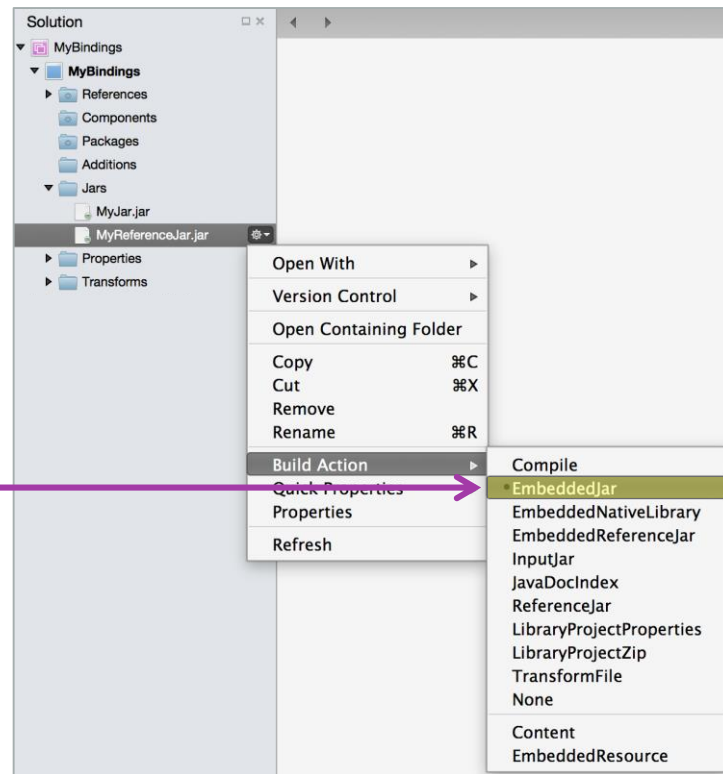 Solution
MyBindings
MyBindings
References
Components
Packages
Additions
Jars
MyJar.jar
MyReferenceJar.jar
Properties
Transforms
Open With
Version Control
Open Containing Folder
Copy ⌘C
Cut ⌘X
Remove
Rename ⌘R
Build Action
Quick Properties
Properties
Refresh
Compile
EmbeddedJar
EmbeddedNativeLibrary
EmbeddedReferenceJar
InputJar
JavaDocIndex
ReferenceJar
LibraryProjectProperties
LibraryProjectZip
TransformFile
None
Content
EmbeddedResource